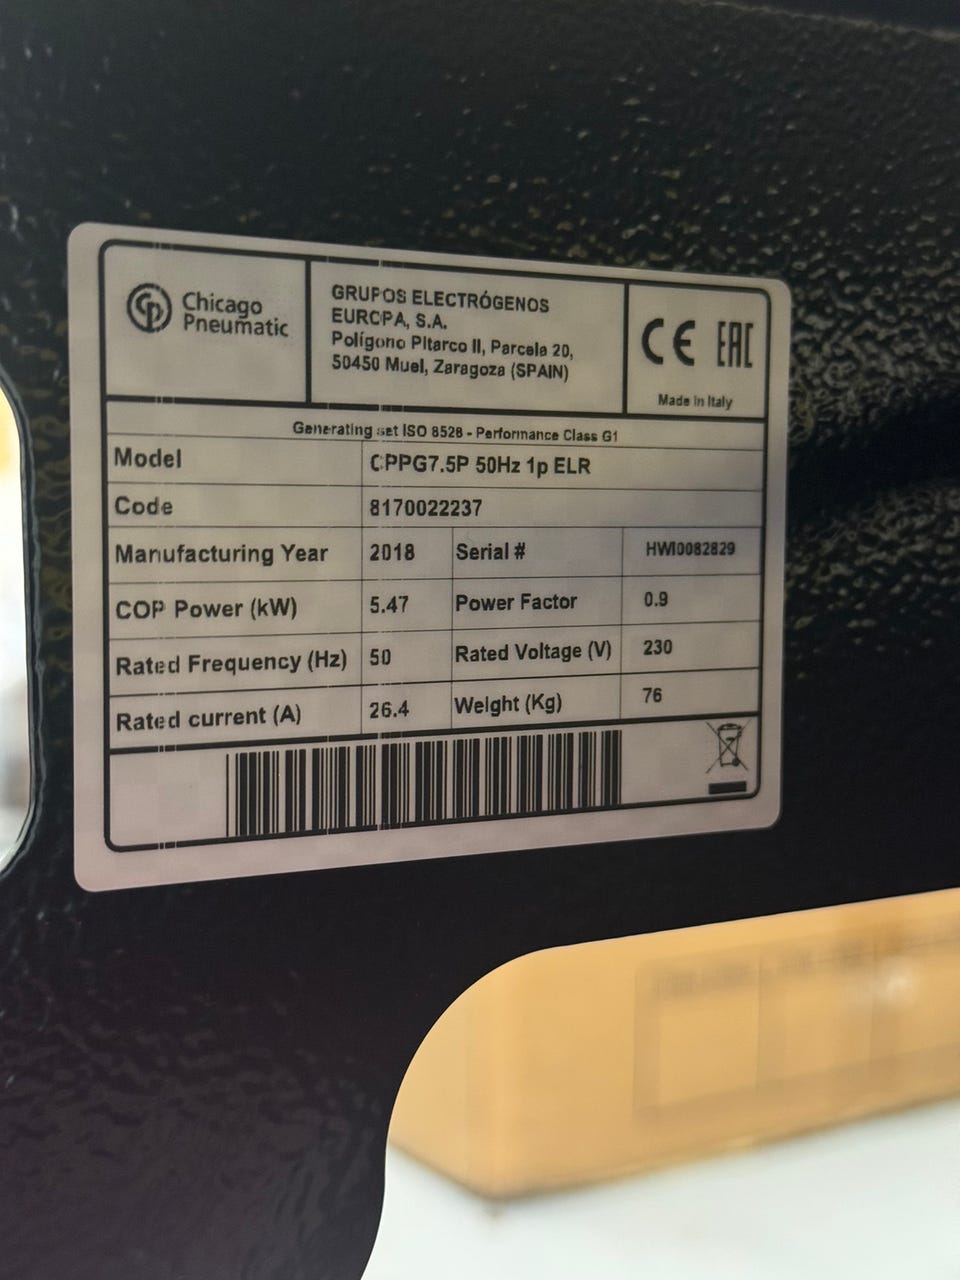 Chicago
Pneumatic
GRUPOS ELECTRÓGENOS
EUROPA, S.A.
Polígono Pitarco II, Parcela 20,
50450 Muel, Zaragoza (SPAIN)
CE EAC
Made in Italy
Generating set ISO 8528 - Performance Class G1
Model CPPG7.5P 50Hz 1p ELR
Code 8170022237
Manufacturing Year 2018 Serial # HWI0082829
COP Power (kW) 5.47 Power Factor 0.9
Rated Frequency (Hz) 50 Rated Voltage (V) 230
Rated current (A) 26.4 Weight (Kg) 76